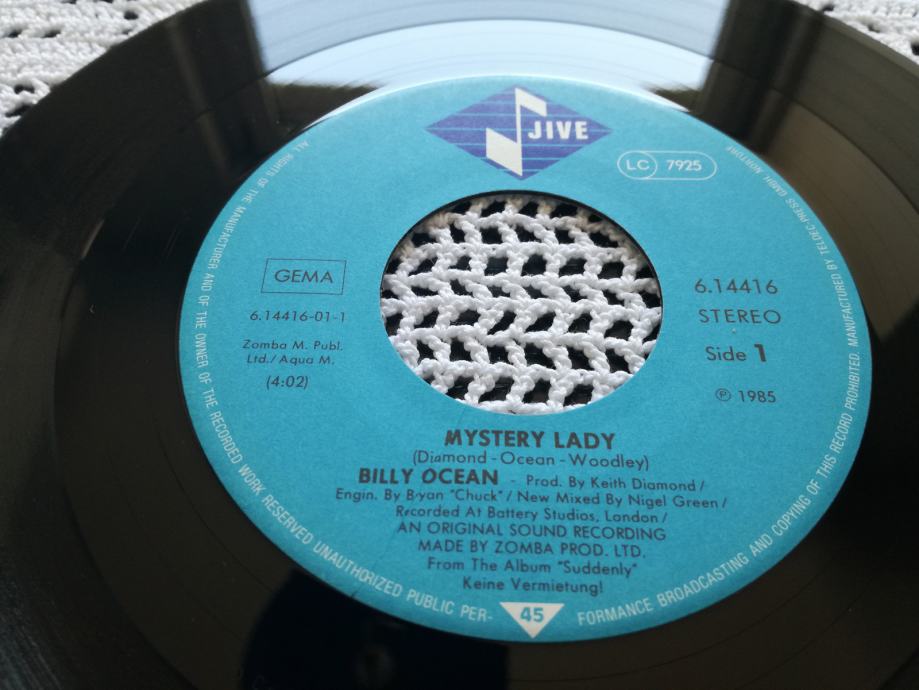 JIVE
LC 7925
GEMA
6.14416-01-1
Zomba M. Publ.
Ltd./Aqua M.
(4:02)
6.14416
STEREO
Side 1
℗ 1985
MYSTERY LADY
(Diamond - Ocean - Woodley)
BILLY OCEAN - Prod. By Keith Diamond /
Engin. By Bryan "Chuck" / New Mixed By Nigel Green /
Recorded At Battery Studios, London /
AN ORIGINAL SOUND RECORDING
MADE BY ZOMBA PROD. LTD.
From The Album "Suddenly"
Keine Vermietung!
45
ALL RIGHTS OF THE MANUFACTURER AND OF THE OWNER OF THE RECORDED WORK RESERVED UNAUTHORIZED PUBLIC PER- FORMANCE BROADCASTING AND COPYING OF THIS RECORD PROHIBITED. MANUFACTURED BY TELDEC-PRESS GMBH. NORTORF